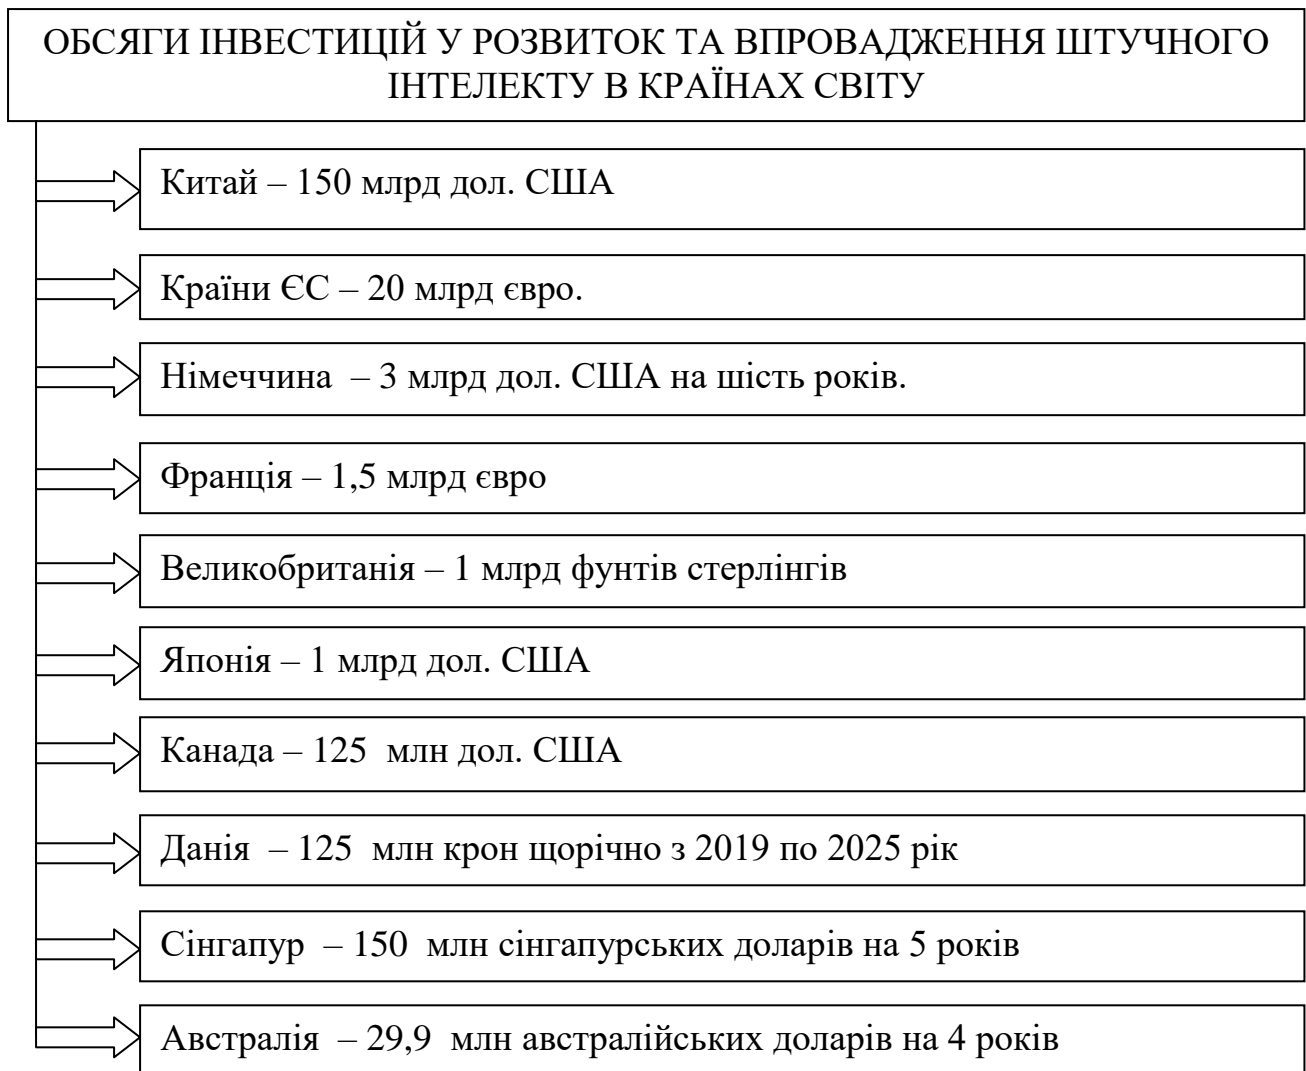 ОБСЯГИ ІНВЕСТИЦІЙ У РОЗВИТОК ТА ВПРОВАДЖЕННЯ ШТУЧНОГО
ІНТЕЛЕКТУ В КРАЇНАХ СВІТУ
Китай – 150 млрд дол. США
Країни ЄС – 20 млрд євро.
Німеччина – 3 млрд дол. США на шість років.
Франція – 1,5 млрд євро
Великобританія – 1 млрд фунтів стерлінгів
Японія – 1 млрд дол. США
Канада – 125 млн дол. США
Данія – 125 млн крон щорічно з 2019 по 2025 рік
Сінгапур – 150 млн сінгапурських доларів на 5 років
Австралія – 29,9 млн австралійських доларів на 4 років